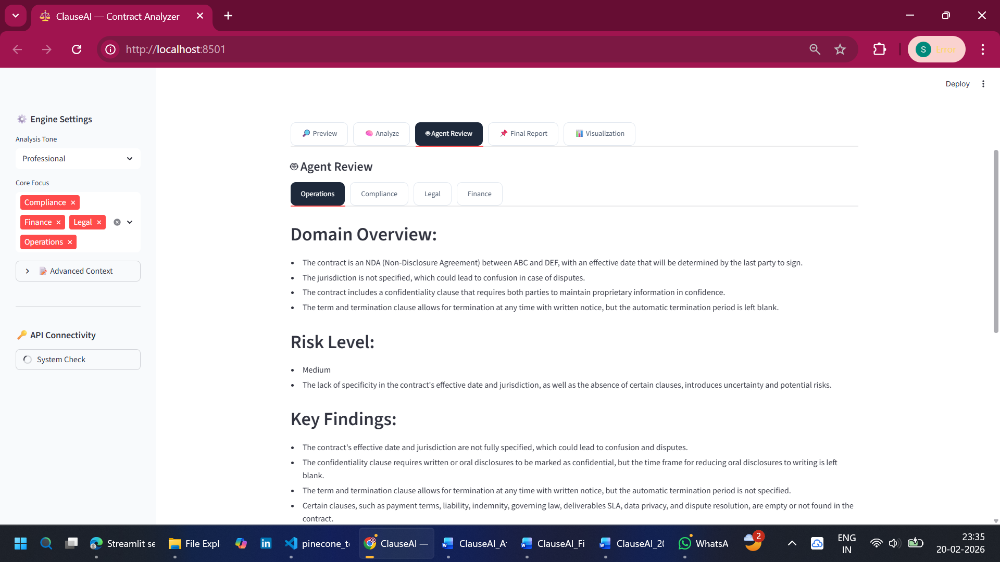 ClauseAI — Contract Analyzer
http://localhost:8501
S Error
Deploy
Engine Settings
Analysis Tone
Professional
Core Focus
Compliance
Finance Legal
Operations
Advanced Context
API Connectivity
System Check
Preview Analyze Agent Review Final Report Visualization
Agent Review
Operations Compliance Legal Finance
Domain Overview:
The contract is an NDA (Non-Disclosure Agreement) between ABC and DEF, with an effective date that will be determined by the last party to sign.
The jurisdiction is not specified, which could lead to confusion in case of disputes.
The contract includes a confidentiality clause that requires both parties to maintain proprietary information in confidence.
The term and termination clause allows for termination at any time with written notice, but the automatic termination period is left blank.
Risk Level:
Medium
The lack of specificity in the contract's effective date and jurisdiction, as well as the absence of certain clauses, introduces uncertainty and potential risks.
Key Findings:
The contract's effective date and jurisdiction are not fully specified, which could lead to confusion and disputes.
The confidentiality clause requires written or oral disclosures to be marked as confidential, but the time frame for reducing oral disclosures to writing is left
blank.
The term and termination clause allows for termination at any time with written notice, but the automatic termination period is not specified.
Certain clauses, such as payment terms, liability, indemnity, governing law, deliverables SLA, data privacy, and dispute resolution, are empty or not found in the
contract.
Streamlit se File Expl pinecone_te ClauseAI — ClauseAI_A ClauseAI_Fi ClauseAI_20 WhatsA 2
ENG
IN
23:35
20-02-2026